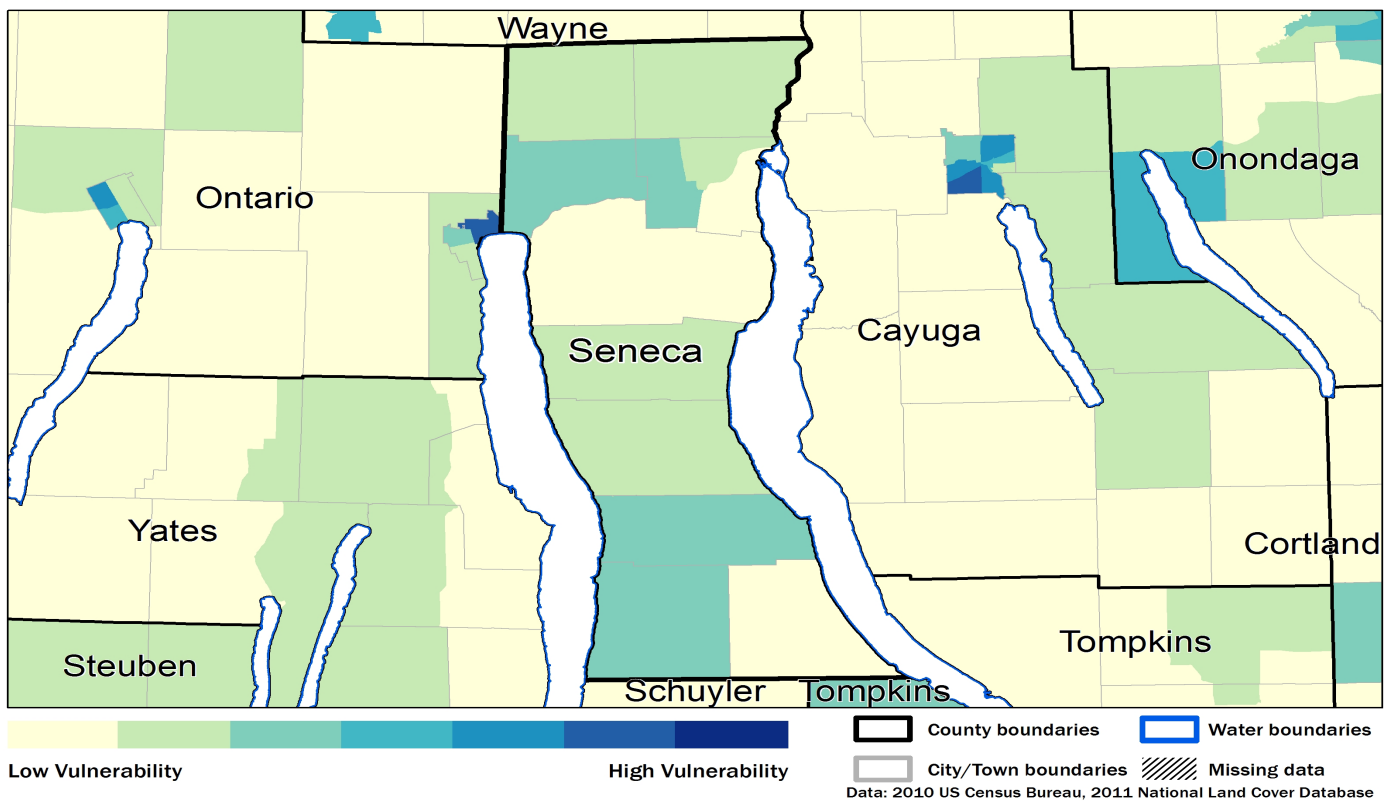 Wayne
Onondaga
Ontario
Cayuga
Seneca
Yates
Cortland
Tompkins
Steuben
Schuyler
Tompkins
Low Vulnerability
High Vulnerability
County boundaries
Water boundaries
City/Town boundaries
Missing data
Data: 2010 US Census Bureau, 2011 National Land Cover Database